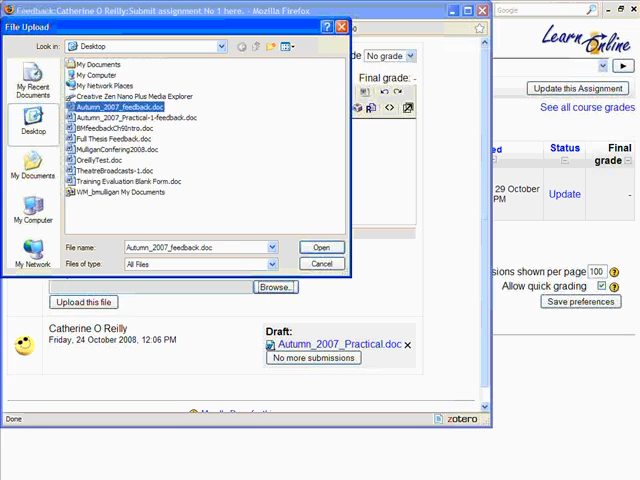 Feedback:Catherine O Reilly:Submit assignment No 1 here. - Mozilla Firefox
File Upload
Look in:
Desktop
My Recent Documents
Desktop
My Documents
My Computer
My Network
My Documents
My Computer
My Network Places
Creative Zen Nano Plus Media Explorer
Autumn_2007_feedback.doc
Autumn_2007_Practical-1-feedback.doc
BMfeedbackCh9Intro.doc
Full Thesis Feedback.doc
MulliganConfering2008.doc
OreillyTest.doc
TheatreBroadcasts-1.doc
Training Evaluation Blank Form.doc
WM_bmulligan My Documents
File name:
Autumn_2007_feedback.doc
Open
Files of type:
All Files
Cancel
No grade
Final grade: -
Browse...
Upload this file
Catherine O Reilly
Friday, 24 October 2008, 12:06 PM
Draft:
Autumn_2007_Practical.doc
No more submissions
Done
zotero
Google
Learn Online
Update this Assignment
See all course grades
Status
Final grade
29 October
PM
Update
-
sions shown per page
100
Allow quick grading
Save preferences